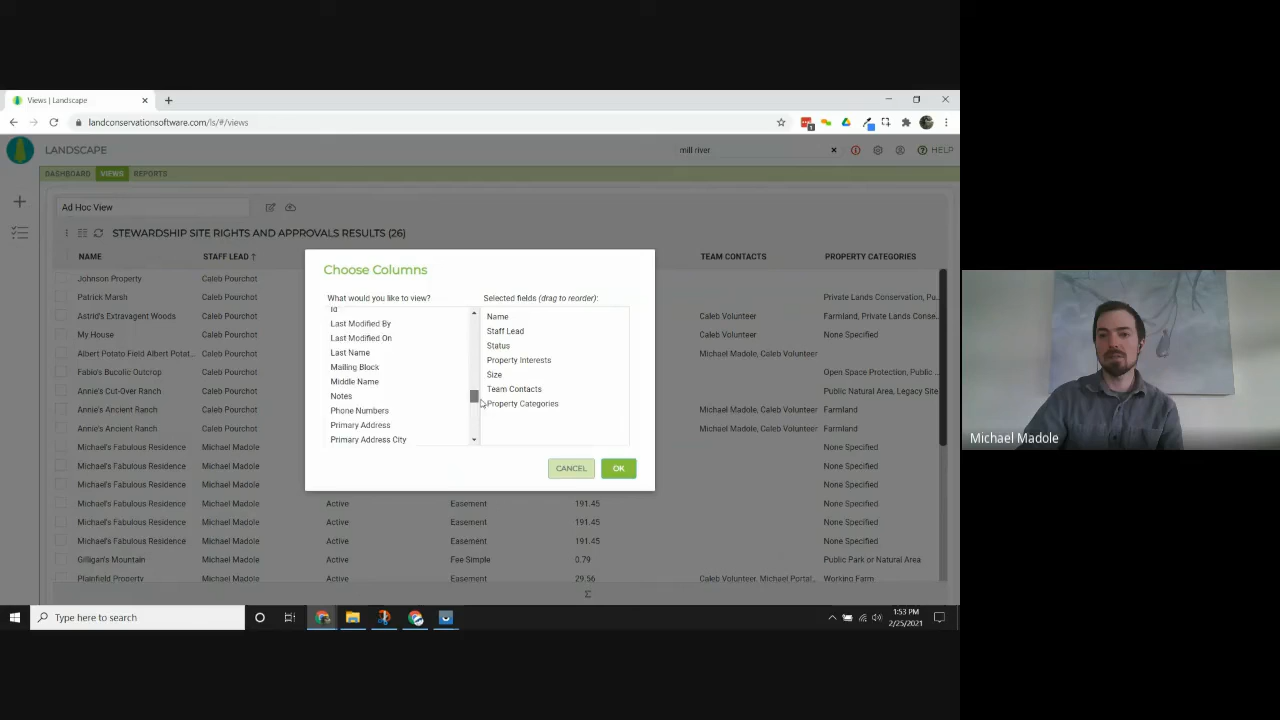 Views | Landscape
landconservationsoftware.com/ls/#/views
LANDSCAPE
mill river
HELP
DASHBOARD VIEWS REPORTS
Ad Hoc View
STEWARDSHIP SITE RIGHTS AND APPROVALS RESULTS (26)
NAME STAFF LEAD TEAM CONTACTS PROPERTY CATEGORIES
Johnson Property Caleb Pourchot
Patrick Marsh Caleb Pourchot Private Lands Conservation, Pu...
Astrid's Extravagent Woods Caleb Pourchot Caleb Volunteer Farmland, Private Lands Conse...
My House Caleb Pourchot Caleb Volunteer None Specified
Albert Potato Field Albert Potat... Caleb Pourchot Michael Madole, Caleb Volunteer
Fabio's Bucolic Outcrop Caleb Pourchot Open Space Protection, Public ...
Annie's Cut-Over Ranch Caleb Pourchot Public Natural Area, Legacy Site
Annie's Ancient Ranch Caleb Pourchot Michael Madole, Caleb Volunteer Farmland
Annie's Ancient Ranch Caleb Pourchot Michael Madole, Caleb Volunteer Farmland
Michael's Fabulous Residence Michael Madole None Specified
Michael's Fabulous Residence Michael Madole None Specified
Michael's Fabulous Residence Michael Madole None Specified
Michael's Fabulous Residence Michael Madole Active Easement 191.45 None Specified
Michael's Fabulous Residence Michael Madole Active Easement 191.45 None Specified
Michael's Fabulous Residence Michael Madole Active Easement 191.45 None Specified
Gilligan's Mountain Michael Madole Active Fee Simple 0.79 Public Park or Natural Area
Plainfield Property Michael Madole Active Easement 29.56 Caleb Volunteer, Michael Portal... Working Farm
Σ
Choose Columns
What would you like to view?
Id
Last Modified By
Last Modified On
Last Name
Mailing Block
Middle Name
Notes
Phone Numbers
Primary Address
Primary Address City
Selected fields (drag to reorder):
Name
Staff Lead
Status
Property Interests
Size
Team Contacts
Property Categories
CANCEL OK
Michael Madole
Type here to search
1:53 PM
2/25/2021